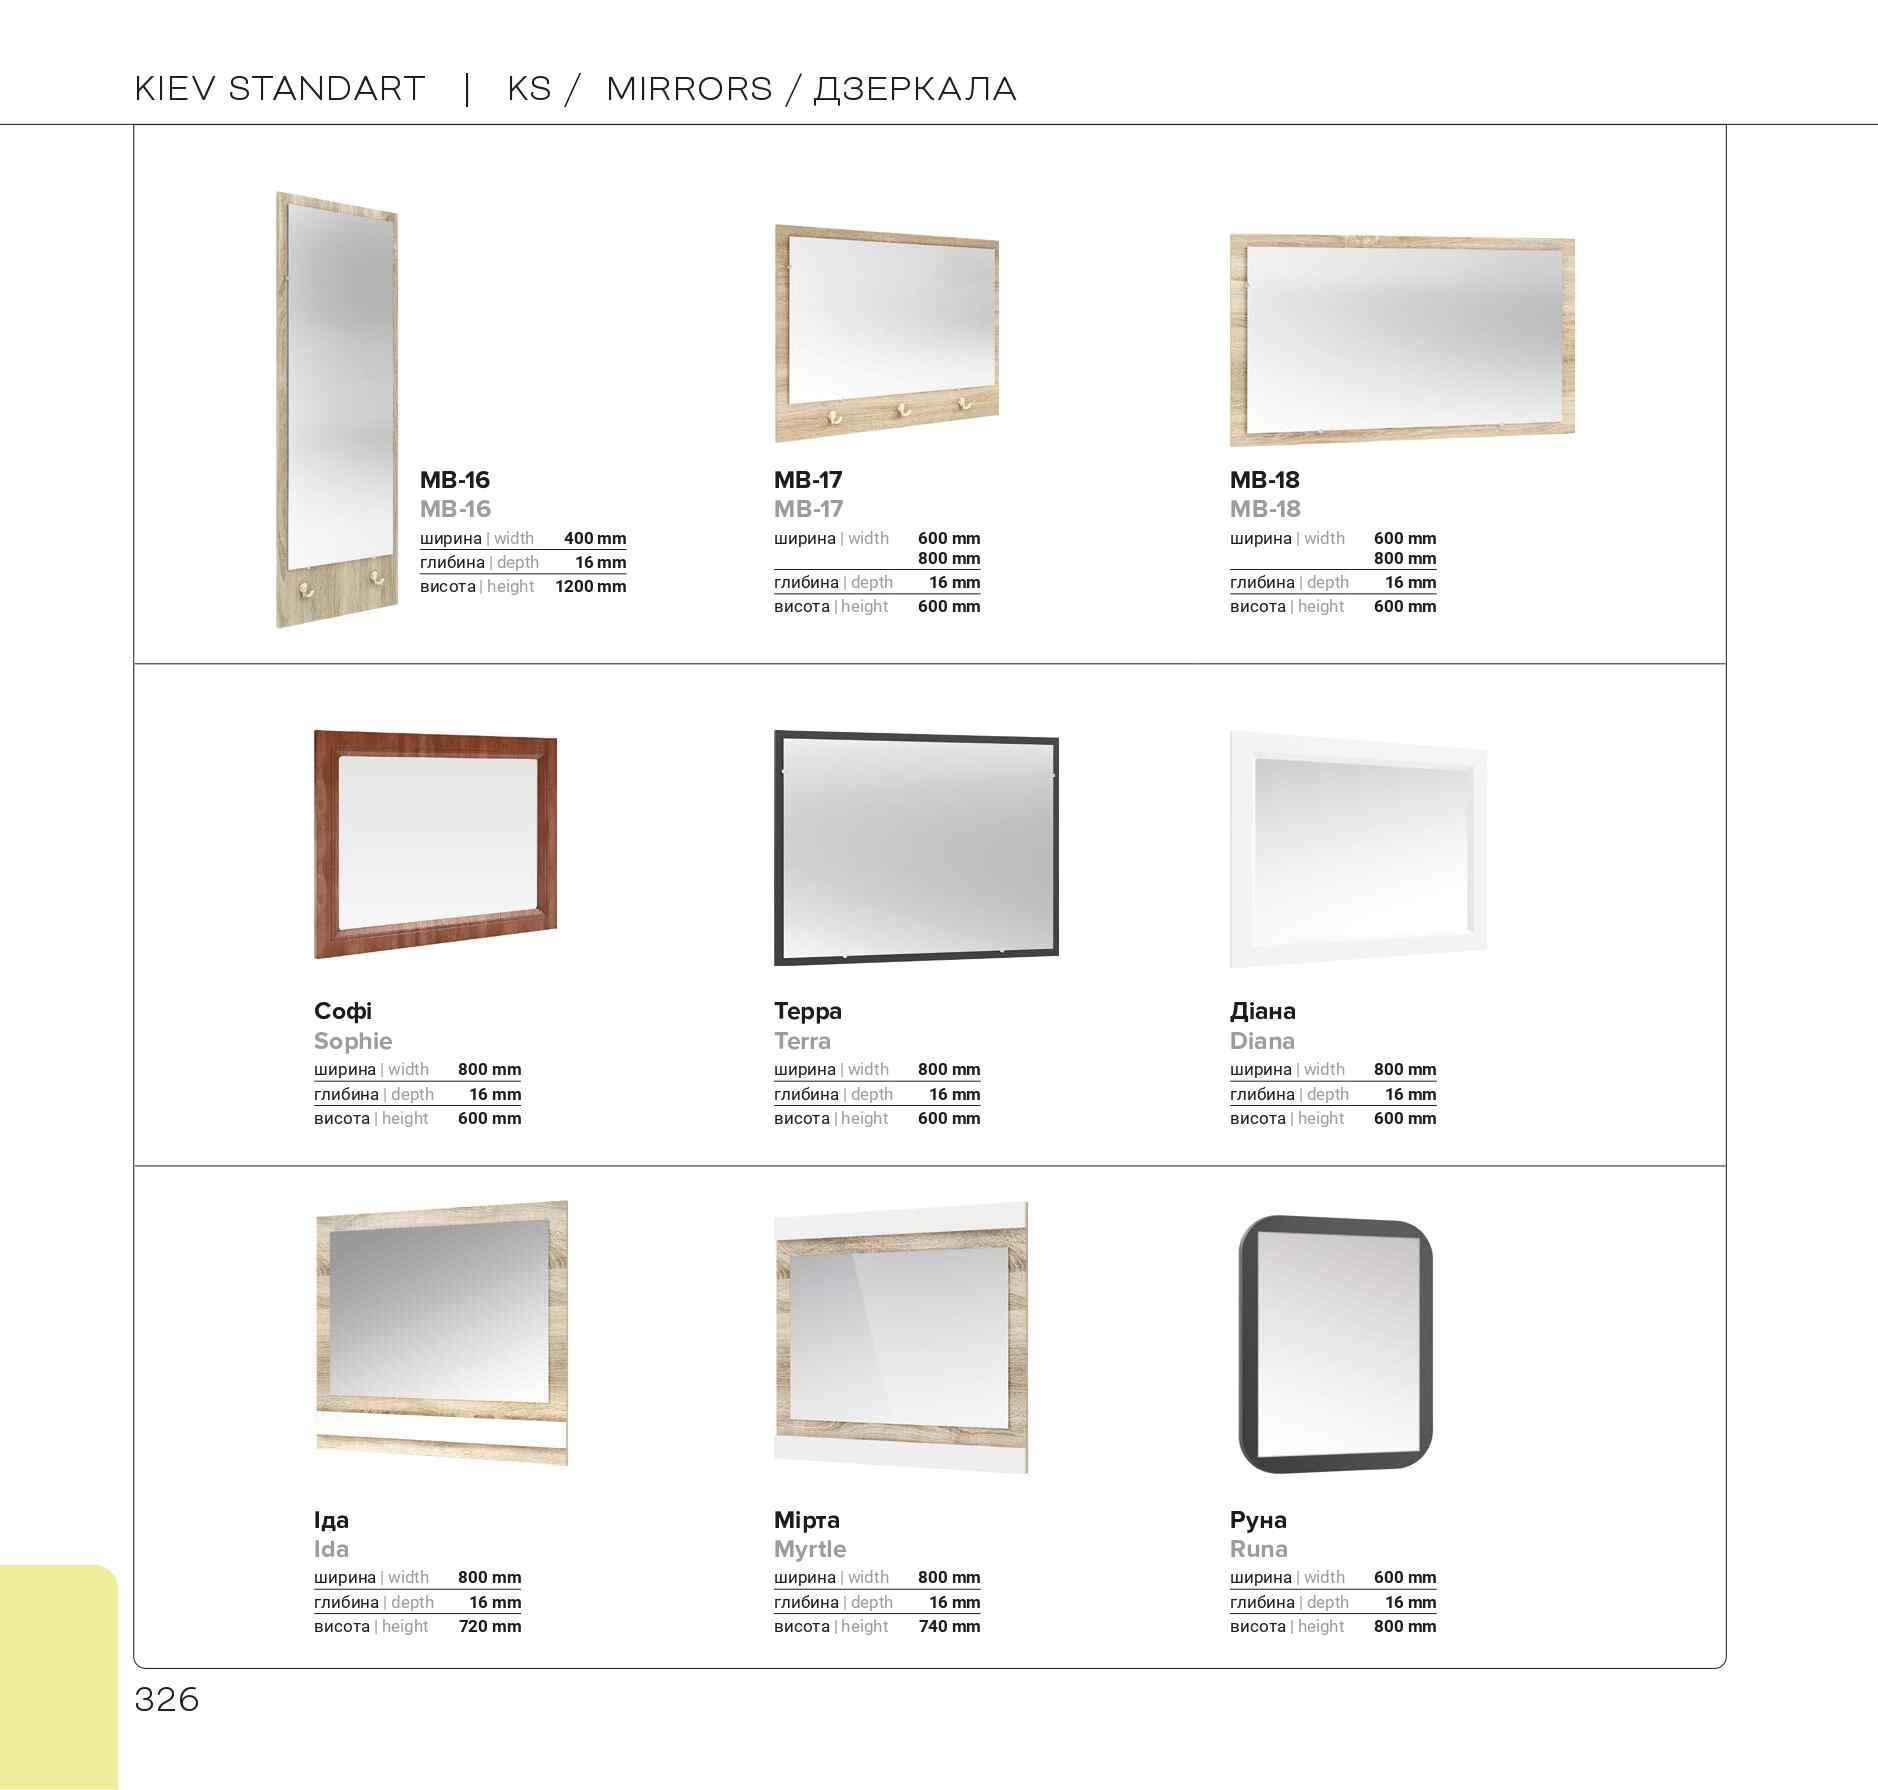 KIEV STANDART | KS / MIRRORS / ДЗЕРКАЛА
МВ-16
MB-16
ширина | width 400 mm
глибина | depth 16 mm
висота | height 1200 mm
МВ-17
MB-17
ширина | width 600 mm
800 mm
глибина | depth 16 mm
висота | height 600 mm
МВ-18
MB-18
ширина | width 600 mm
800 mm
глибина | depth 16 mm
висота | height 600 mm
Софі
Sophie
ширина | width 800 mm
глибина | depth 16 mm
висота | height 600 mm
Терра
Terra
ширина | width 800 mm
глибина | depth 16 mm
висота | height 600 mm
Діана
Diana
ширина | width 800 mm
глибина | depth 16 mm
висота | height 600 mm
Іда
Ida
ширина | width 800 mm
глибина | depth 16 mm
висота | height 720 mm
Мірта
Myrtle
ширина | width 800 mm
глибина | depth 16 mm
висота | height 740 mm
Руна
Runa
ширина | width 600 mm
глибина | depth 16 mm
висота | height 800 mm
326